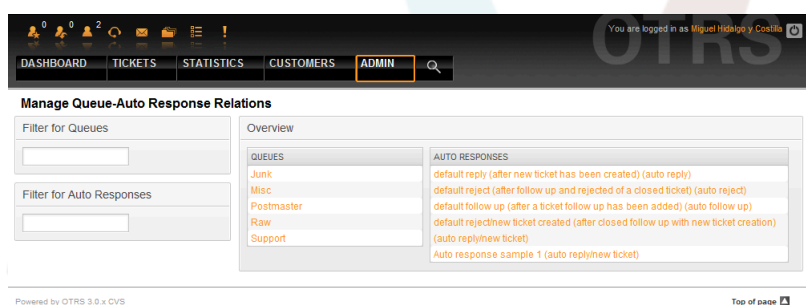 0 0 2
You are logged in as Miguel Hidalgo y Costilla
OTRS
DASHBOARD TICKETS STATISTICS CUSTOMERS ADMIN
Manage Queue-Auto Response Relations
Filter for Queues
Filter for Auto Responses
Overview
QUEUES
Junk
Misc
Postmaster
Raw
Support
AUTO RESPONSES
default reply (after new ticket has been created) (auto reply)
default reject (after follow up and rejected of a closed ticket) (auto reject)
default follow up (after a ticket follow up has been added) (auto follow up)
default reject/new ticket created (after closed follow up with new ticket creation)
(auto reply/new ticket)
Auto response sample 1 (auto reply/new ticket)
Powered by OTRS 3.0.x CVS
Top of page